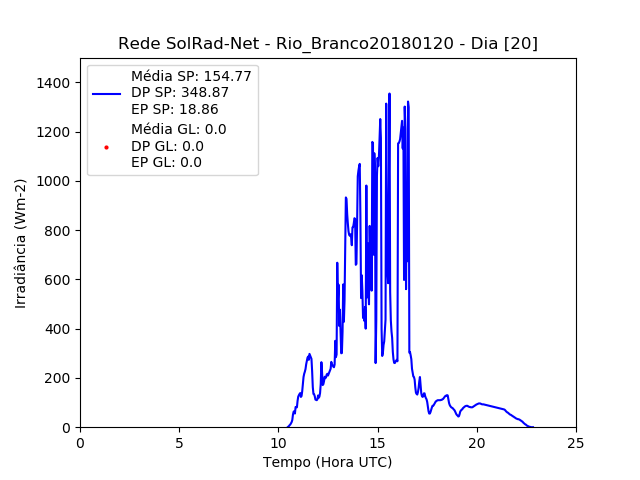 Rede SolRad-Net - Rio_Branco20180120 - Dia [20]
Média SP: 154.77
DP SP: 348.87
EP SP: 18.86
Média GL: 0.0
DP GL: 0.0
EP GL: 0.0
1400
1200
1000
800
600
400
200
0
Irradiância (Wm-2)
0 5 10 15 20 25
Tempo (Hora UTC)